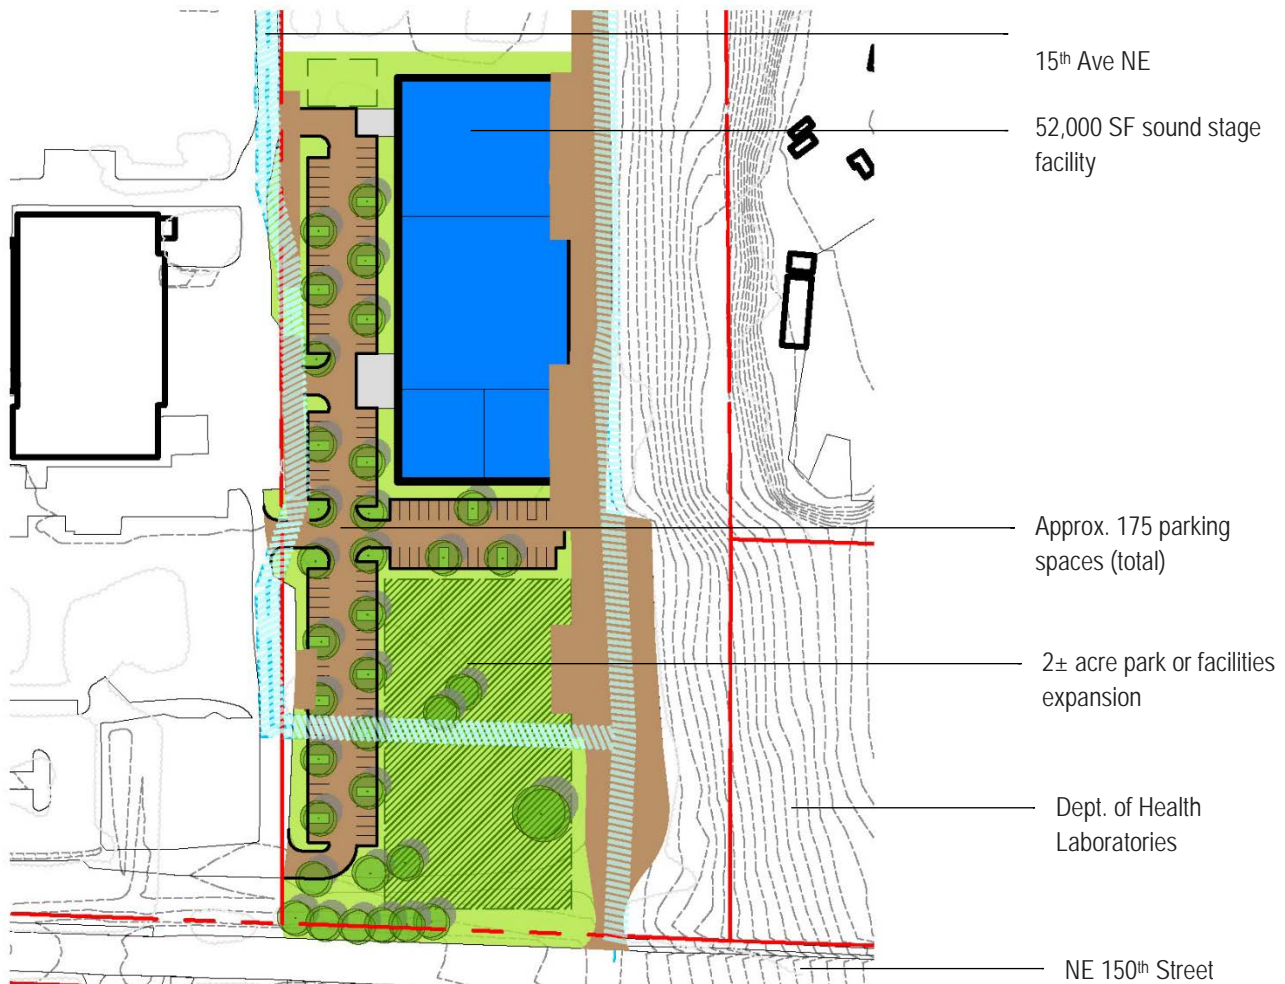 15th Ave NE
52,000 SF sound stage
facility
Approx. 175 parking
spaces (total)
2± acre park or facilities
expansion
Dept. of Health
Laboratories
NE 150th Street